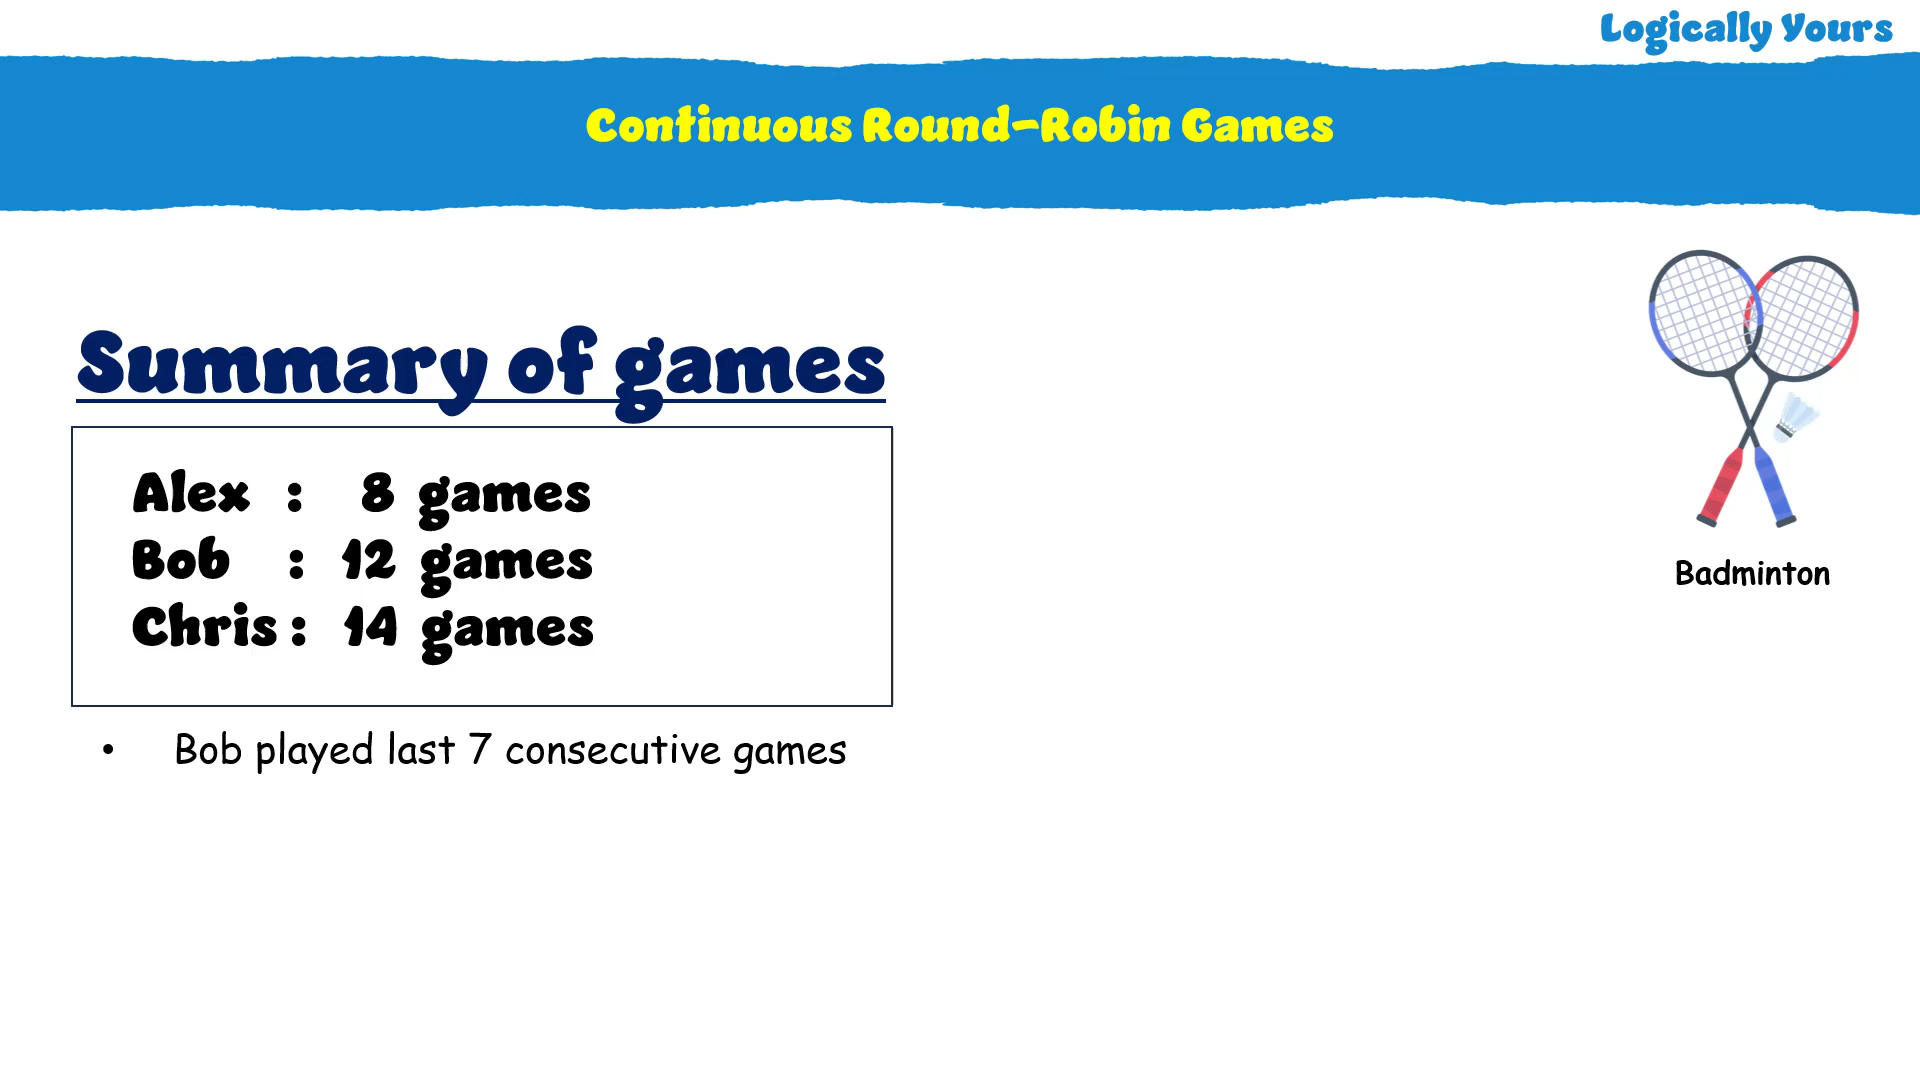 Logically Yours
Continuous Round-Robin Games
Summary of games
Alex : 8 games
Bob : 12 games
Chris : 14 games
• Bob played last 7 consecutive games
Badminton